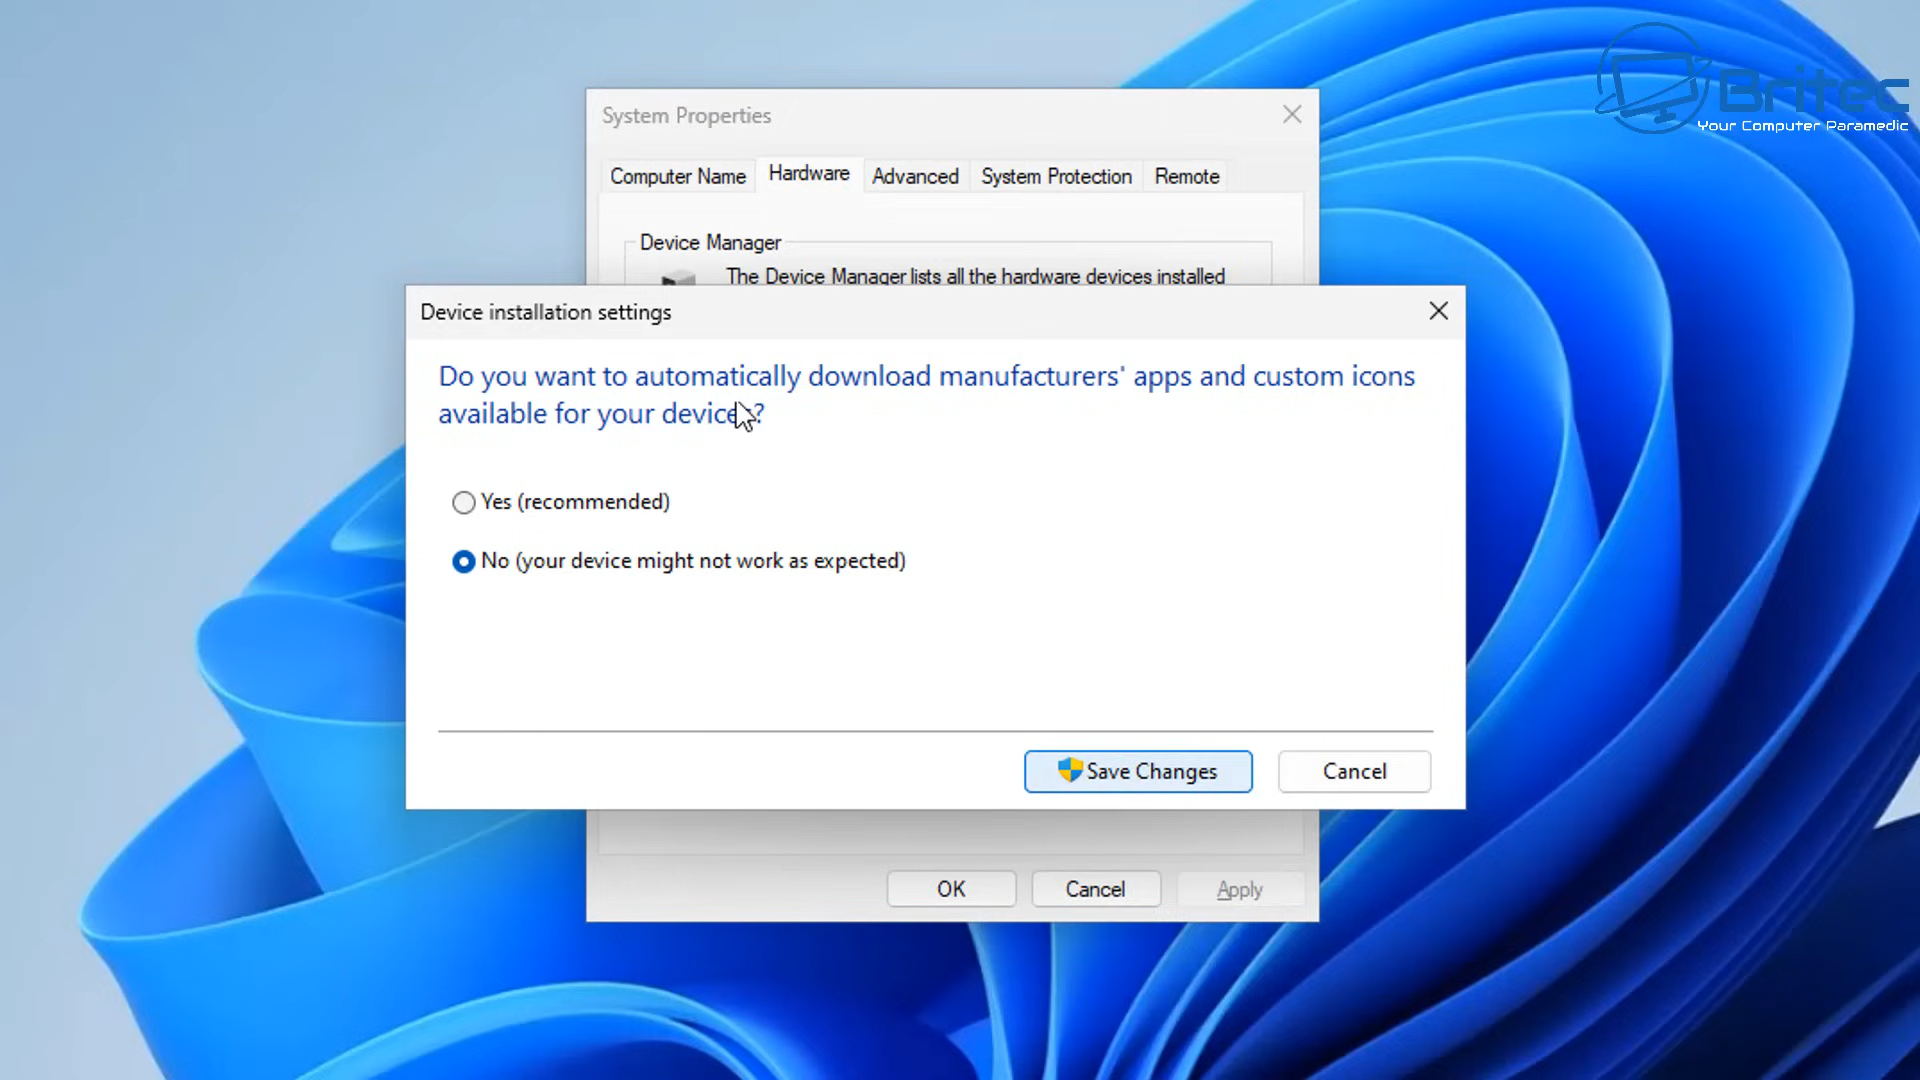 Britec
Your Computer Paramedic
System Properties
Computer Name
Hardware
Advanced
System Protection
Remote
Device Manager
The Device Manager lists all the hardware devices installed
Device installation settings
Do you want to automatically download manufacturers' apps and custom icons
available for your devices?
Yes (recommended)
No (your device might not work as expected)
Save Changes
Cancel
OK
Cancel
Apply